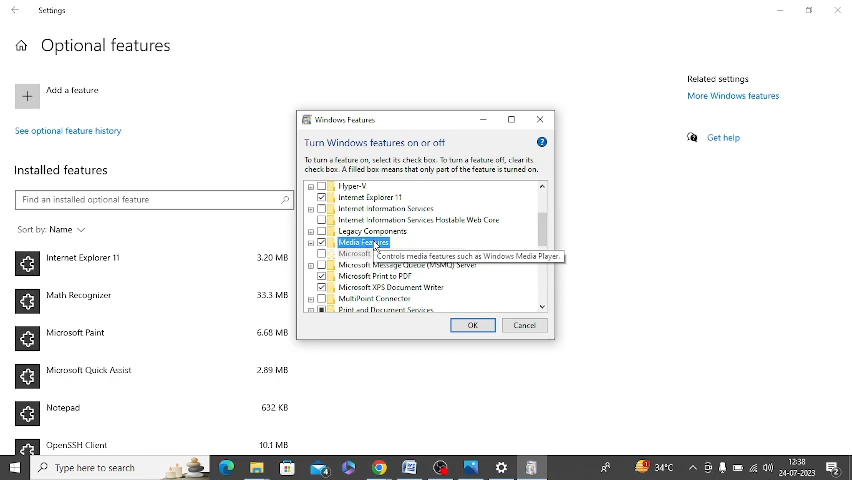 Settings
Optional features
Add a feature
See optional feature history
Installed features
Find an installed optional feature
Sort by: Name
Internet Explorer 11 3.20 MB
Math Recognizer 33.3 MB
Microsoft Paint 6.68 MB
Microsoft Quick Assist 2.89 MB
Notepad 632 KB
OpenSSH Client 10.1 MB
Related settings
More Windows features
Get help
Windows Features
Turn Windows features on or off
To turn a feature on, select its check box. To turn a feature off, clear its
check box. A filled box means that only part of the feature is turned on.
Hyper-V
Internet Explorer 11
Internet Information Services
Internet Information Services Hostable Web Core
Legacy Components
Media Features
Microsoft
Controls media features such as Windows Media Player.
Microsoft Message Queue (MSMQ) Server
Microsoft Print to PDF
Microsoft XPS Document Writer
MultiPoint Connector
Print and Document Services
OK Cancel
Type here to search
4
34°C
12:38
24-07-2023
2